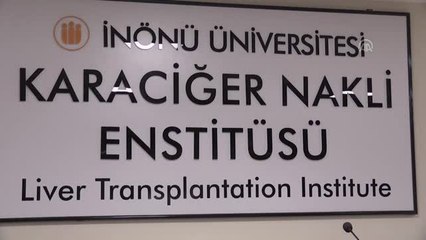 İNÖNÜ ÜNİVERSİTESİ
KARACİĞER NAKLİ
ENSTİTÜSÜ
Liver Transplantation Institute